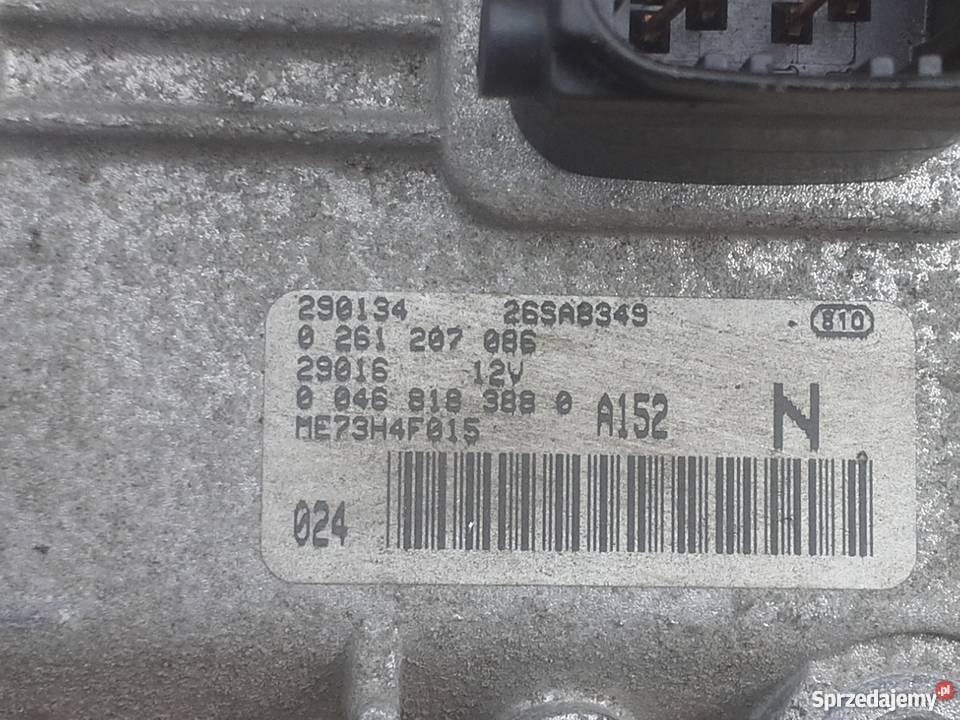 290134 26SA8349 810
0 261 207 086
29016 12V
0 046 818 388 0 A152 N
ME73H4F015
024
Sprzedajemy.pl